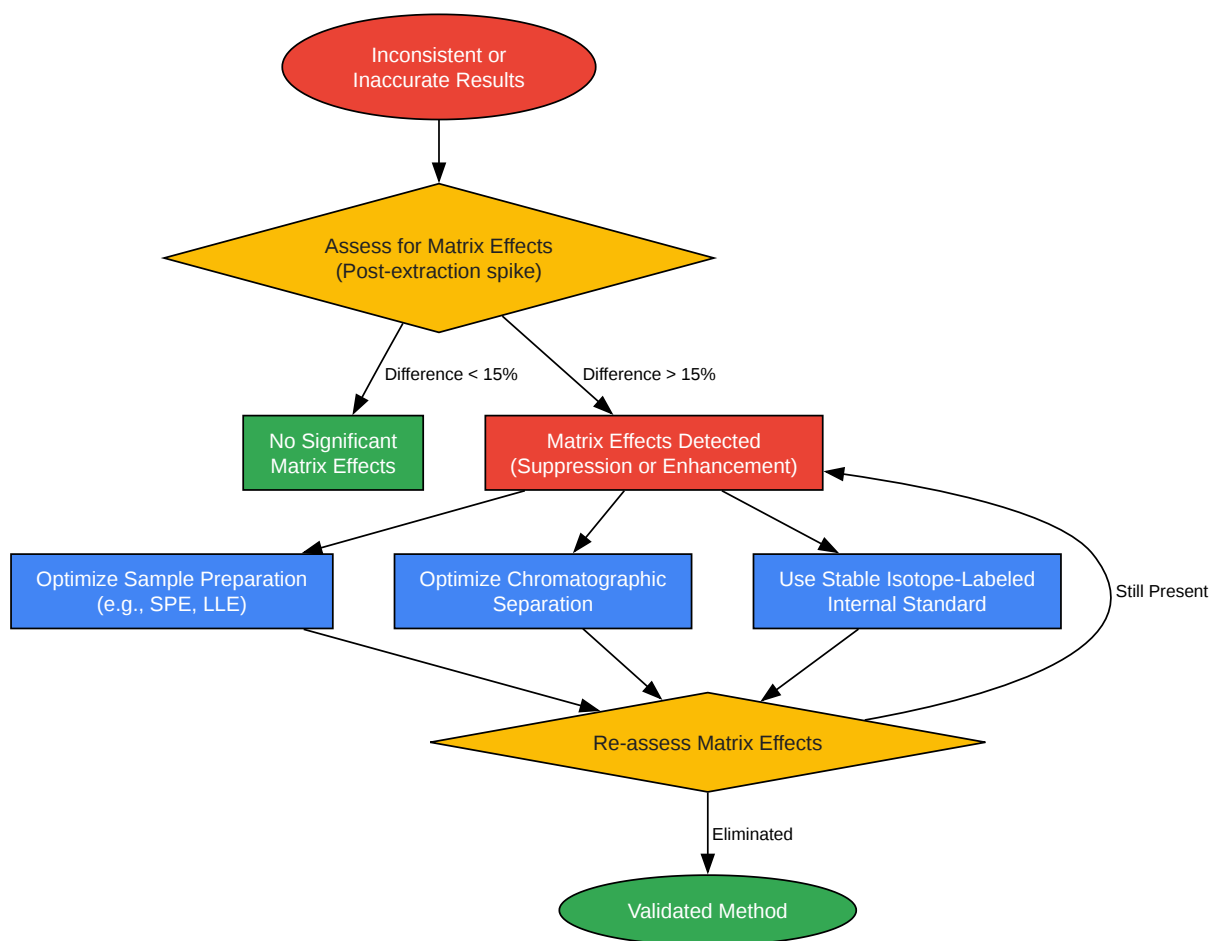 Inconsistent or
Inaccurate Results
Assess for Matrix Effects
(Post-extraction spike)
Difference < 15%
Difference > 15%
No Significant
Matrix Effects
Matrix Effects Detected
(Suppression or Enhancement)
Optimize Sample Preparation
(e.g., SPE, LLE)
Optimize Chromatographic
Separation
Use Stable Isotope-Labeled
Internal Standard
Still Present
Re-assess Matrix Effects
Eliminated
Validated Method